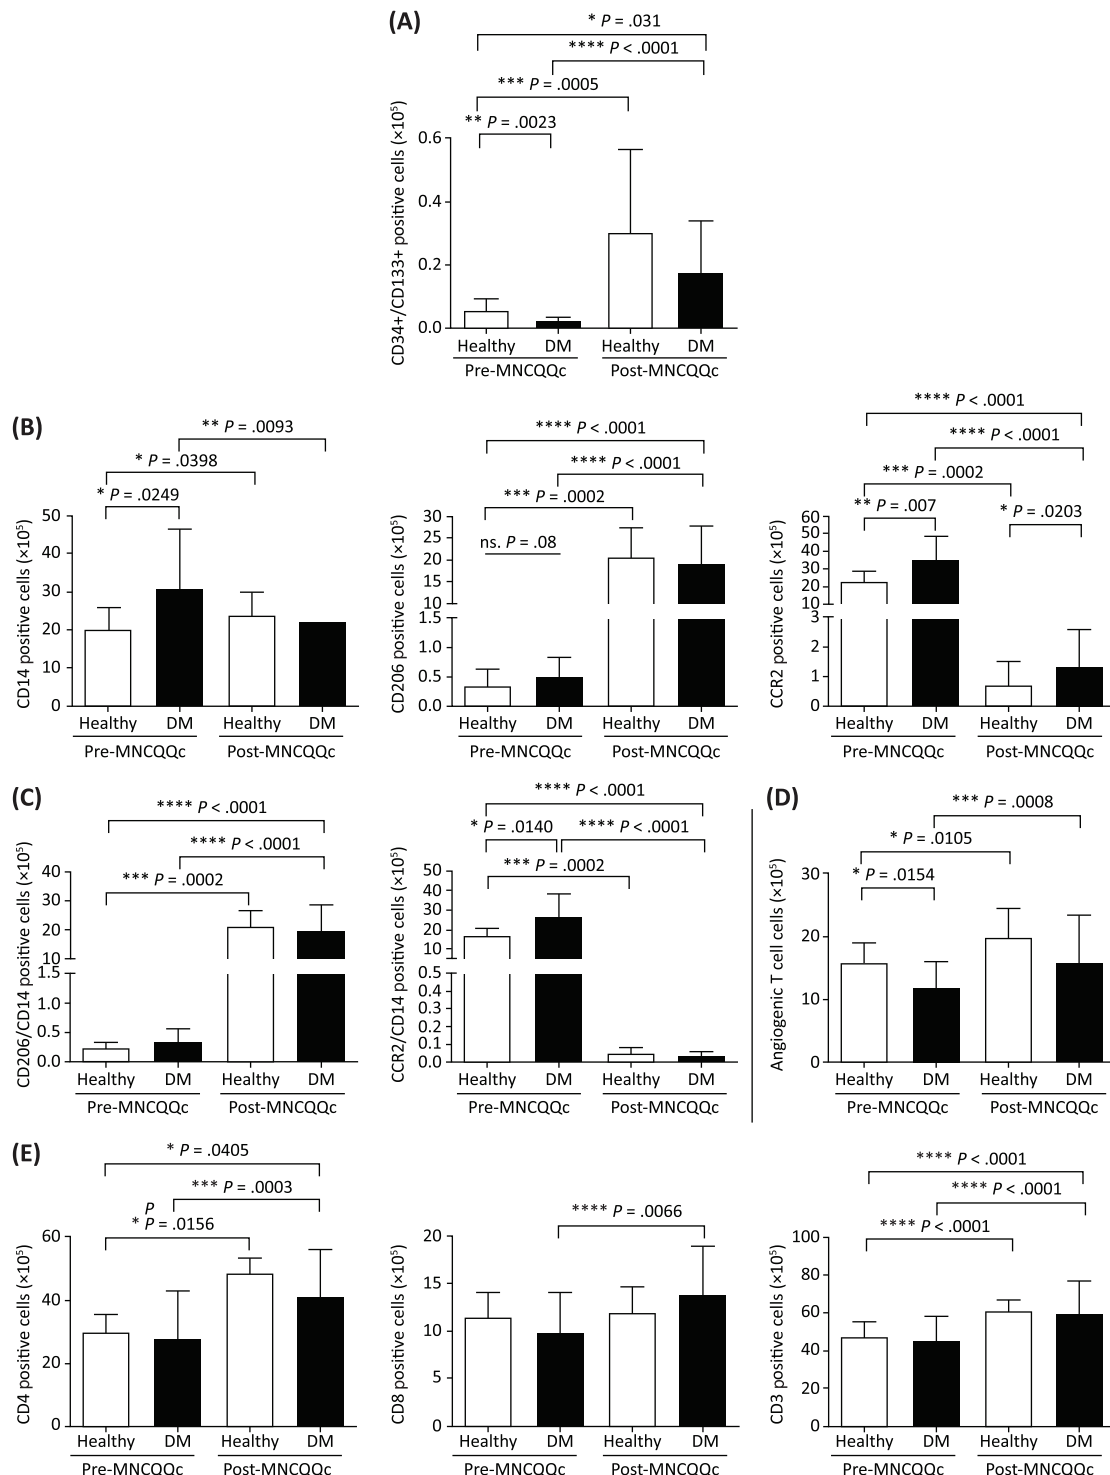 (A)
* P = .031
**** P < .0001
*** P = .0005
** P = .0023
CD34+/CD133+ positive cells (×10⁵)
0.6
0.4
0.2
0.0
Healthy DM Healthy DM
Pre-MNCQQc Post-MNCQQc
(B)
** P = .0093
* P = .0398
* P = .0249
CD14 positive cells (×10⁵)
50
40
30
20
10
0
Healthy DM Healthy DM
Pre-MNCQQc Post-MNCQQc
**** P < .0001
**** P < .0001
*** P = .0002
ns. P = .08
CD206 positive cells (×10⁵)
30
25
20
15
10
1.5
1.0
0.5
0.0
Healthy DM Healthy DM
Pre-MNCQQc Post-MNCQQc
**** P < .0001
**** P < .0001
*** P = .0002
** P = .007
* P = .0203
CCR2 positive cells (×10⁵)
60
50
40
30
20
10
3
2
1
0
Healthy DM Healthy DM
Pre-MNCQQc Post-MNCQQc
(C)
**** P < .0001
**** P < .0001
*** P = .0002
CD206/CD14 positive cells (×10⁵)
40
30
20
10
1.5
1.0
0.5
0.0
Healthy DM Healthy DM
Pre-MNCQQc Post-MNCQQc
**** P < .0001
* P = .0140 **** P < .0001
*** P = .0002
CCR2/CD14 positive cells (×10⁵)
50
40
30
20
10
0.5
0.4
0.3
0.2
0.1
0.0
Healthy DM Healthy DM
Pre-MNCQQc Post-MNCQQc
(D)
*** P = .0008
* P = .0105
* P = .0154
Angiogenic T cell cells (×10⁵)
30
20
10
0
Healthy DM Healthy DM
Pre-MNCQQc Post-MNCQQc
(E)
* P = .0405
*** P = .0003
P
* P = .0156
CD4 positive cells (×10⁵)
60
40
20
0
Healthy DM Healthy DM
Pre-MNCQQc Post-MNCQQc
**** P = .0066
CD8 positive cells (×10⁵)
20
15
10
5
0
Healthy DM Healthy DM
Pre-MNCQQc Post-MNCQQc
**** P < .0001
**** P < .0001
**** P < .0001
CD3 positive cells (×10⁵)
100
80
60
40
20
0
Healthy DM Healthy DM
Pre-MNCQQc Post-MNCQQc